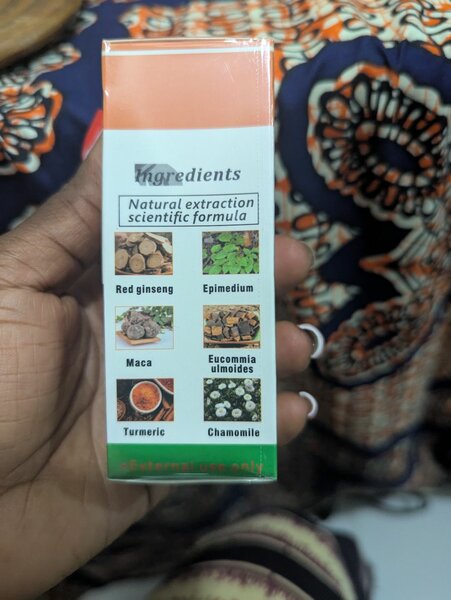 Ingredients
Natural extraction
scientific formula
Red ginseng
Epimedium
Maca
Eucommia
ulmoides
Turmeric
Chamomile
External use only